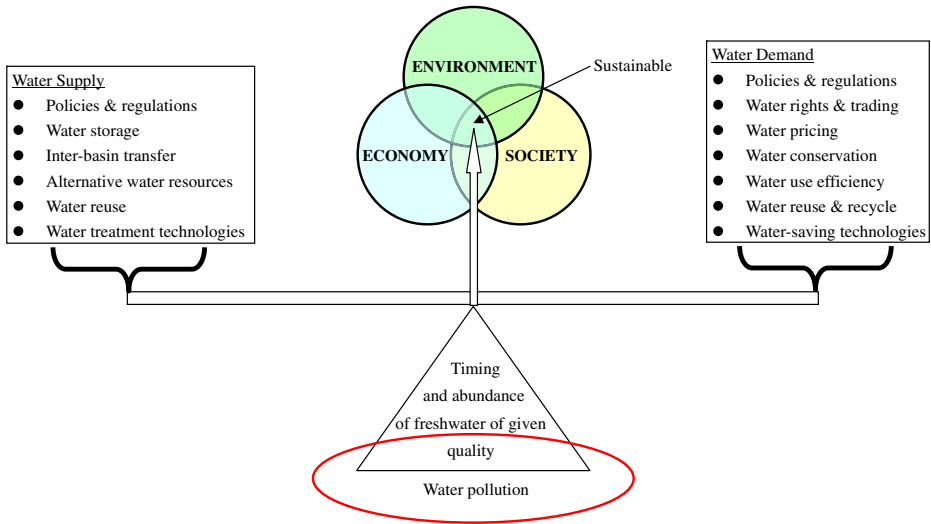 ENVIRONMENT
Sustainable
ECONOMY
SOCIETY
Water Supply
● Policies & regulations
● Water storage
● Inter-basin transfer
● Alternative water resources
● Water reuse
● Water treatment technologies
Water Demand
● Policies & regulations
● Water rights & trading
● Water pricing
● Water conservation
● Water use efficiency
● Water reuse & recycle
● Water-saving technologies
Timing
and abundance
of freshwater of given
quality
Water pollution